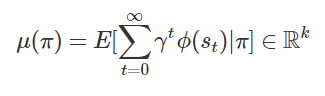 μ(π) = E[∑_{t=0}^{∞} γ^t ϕ(s_t)|π] ∈ ℝ^k